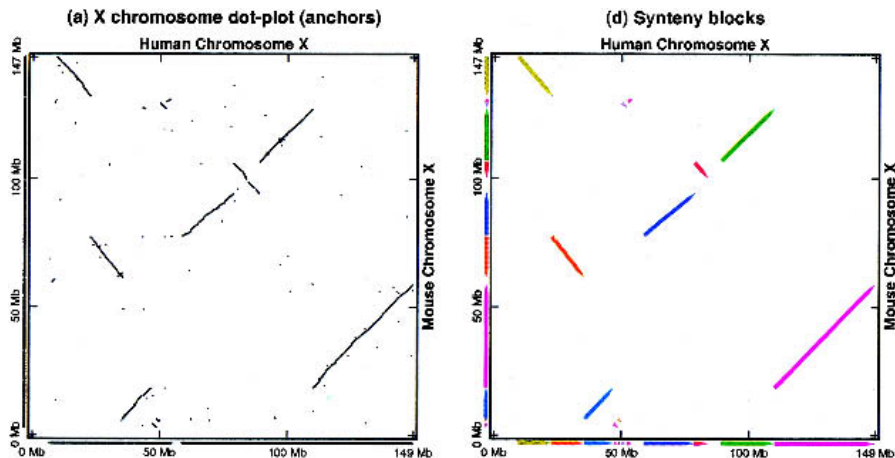 (a) X chromosome dot-plot (anchors)
Human Chromosome X
147 Mb
100 Mb
50 Mb
0 Mb
Mouse Chromosome X
0 Mb
50 Mb
100 Mb
149 Mb
(d) Synteny blocks
Human Chromosome X
147 Mb
100 Mb
50 Mb
0 Mb
Mouse Chromosome X
0 Mb
50 Mb
100 Mb
149 Mb